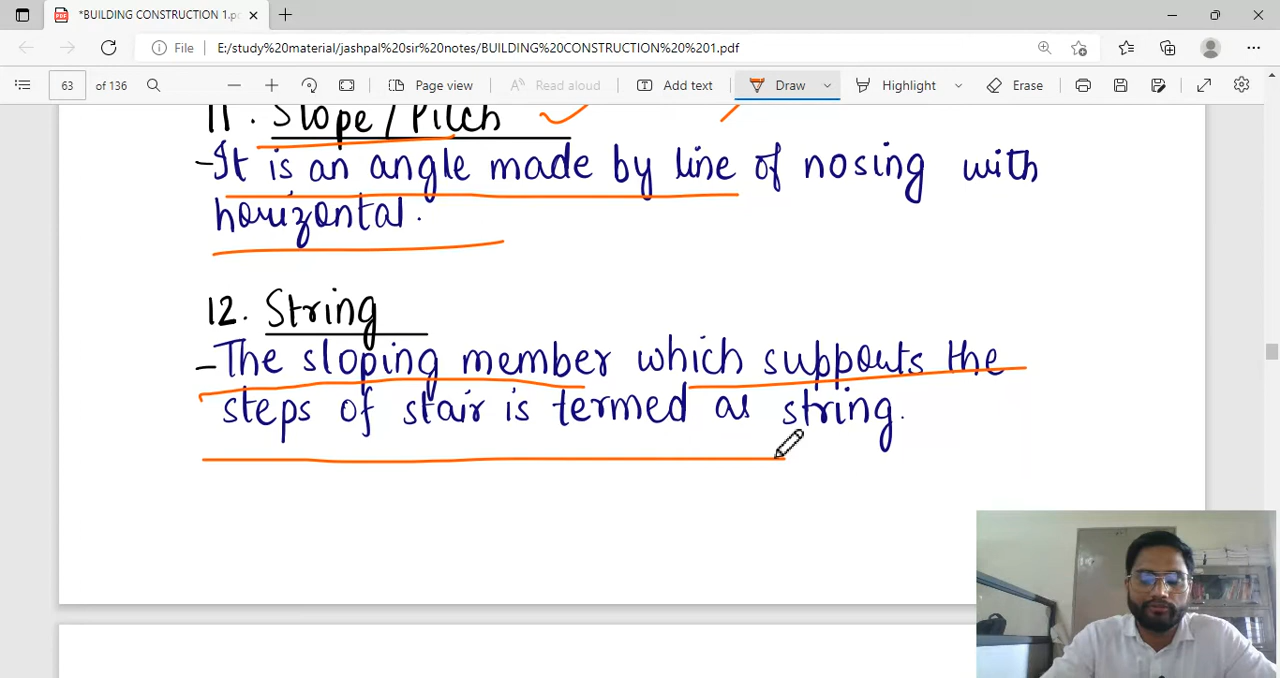 *BUILDING CONSTRUCTION 1.p
File E:/study%20material/jashpal%20sir%20notes/BUILDING%20CONSTRUCTION%20%201.pdf
63 of 136 Page view Read aloud Add text Draw Highlight Erase
11. Slope/Pitch
-It is an angle made by line of nosing with
horizontal.
12. String
-The sloping member which supports the
steps of stair is termed as string.